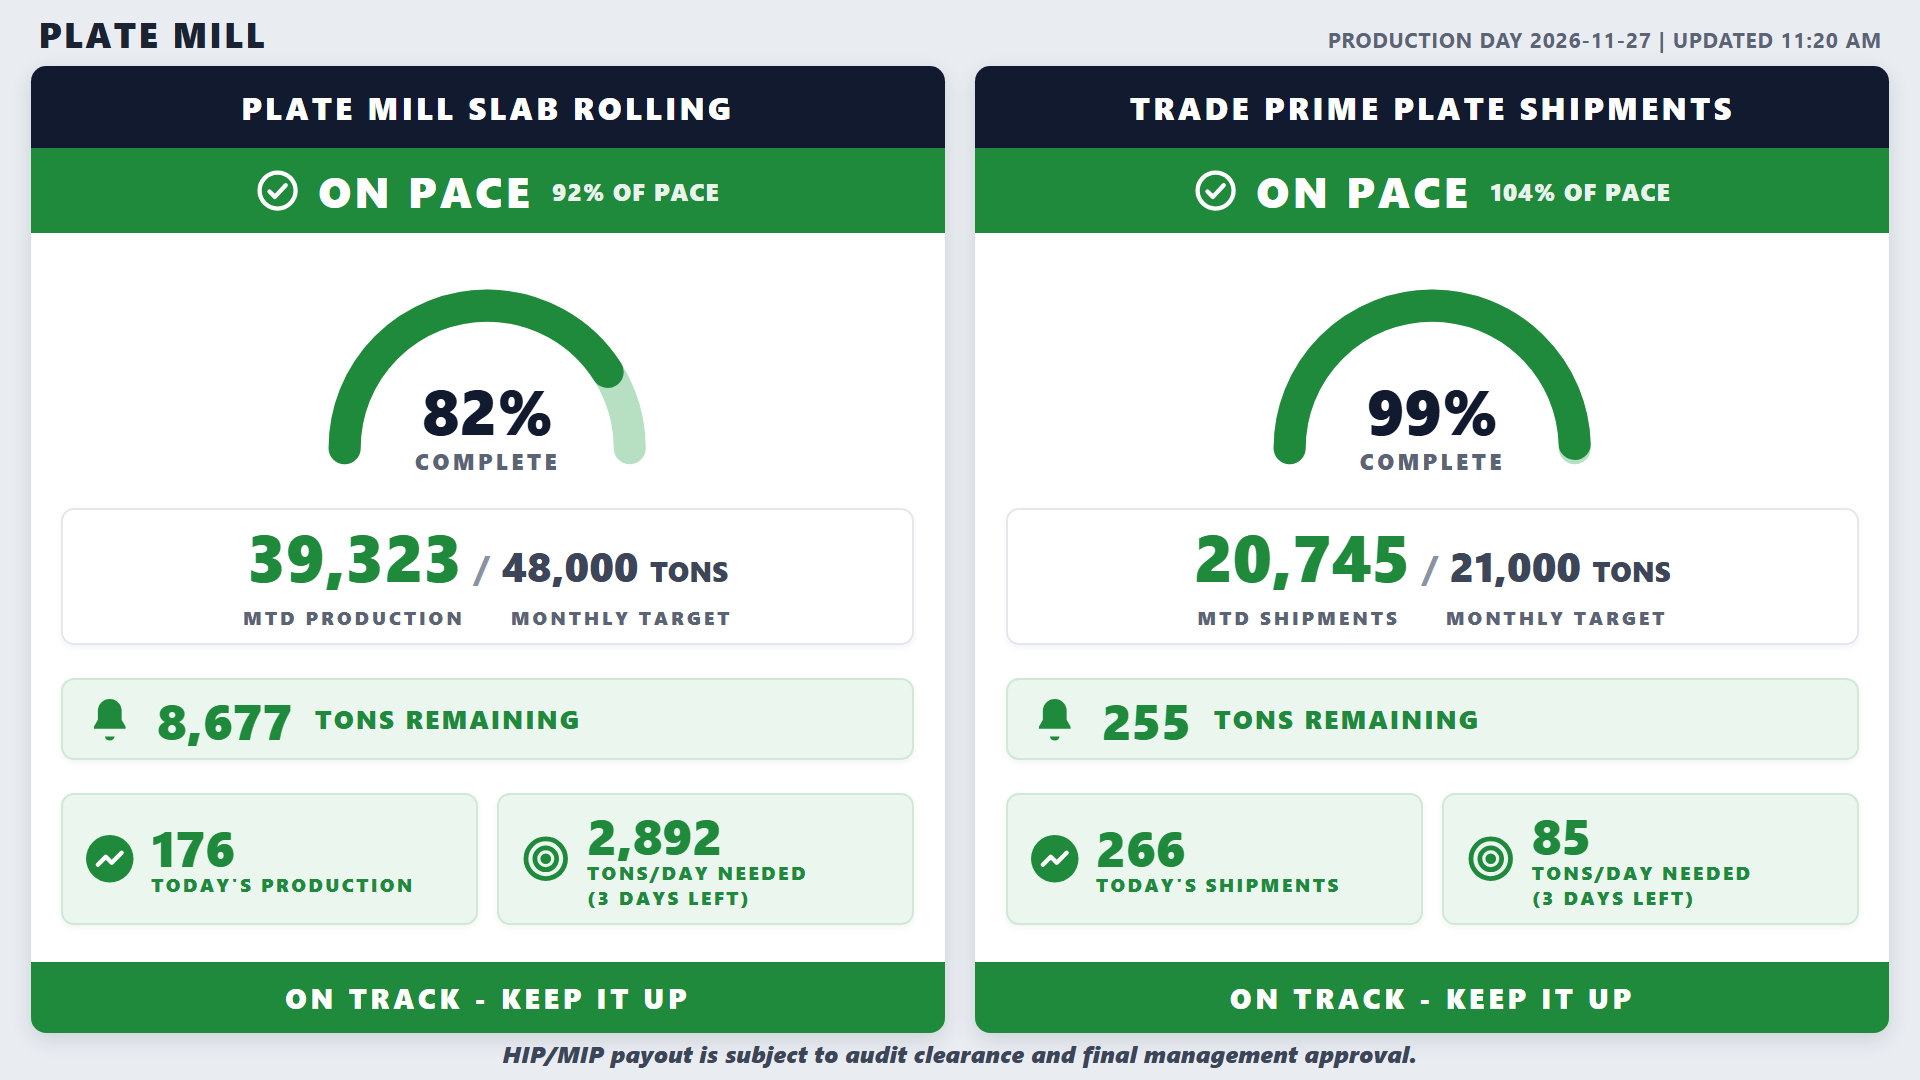 PLATE MILL
PRODUCTION DAY 2026-11-27 | UPDATED 11:20 AM
PLATE MILL SLAB ROLLING
ON PACE 92% OF PACE
82%
COMPLETE
39,323 / 48,000 TONS
MTD PRODUCTION MONTHLY TARGET
8,677 TONS REMAINING
176
TODAY'S PRODUCTION
2,892
TONS/DAY NEEDED
(3 DAYS LEFT)
ON TRACK - KEEP IT UP
TRADE PRIME PLATE SHIPMENTS
ON PACE 104% OF PACE
99%
COMPLETE
20,745 / 21,000 TONS
MTD SHIPMENTS MONTHLY TARGET
255 TONS REMAINING
266
TODAY'S SHIPMENTS
85
TONS/DAY NEEDED
(3 DAYS LEFT)
ON TRACK - KEEP IT UP
HIP/MIP payout is subject to audit clearance and final management approval.